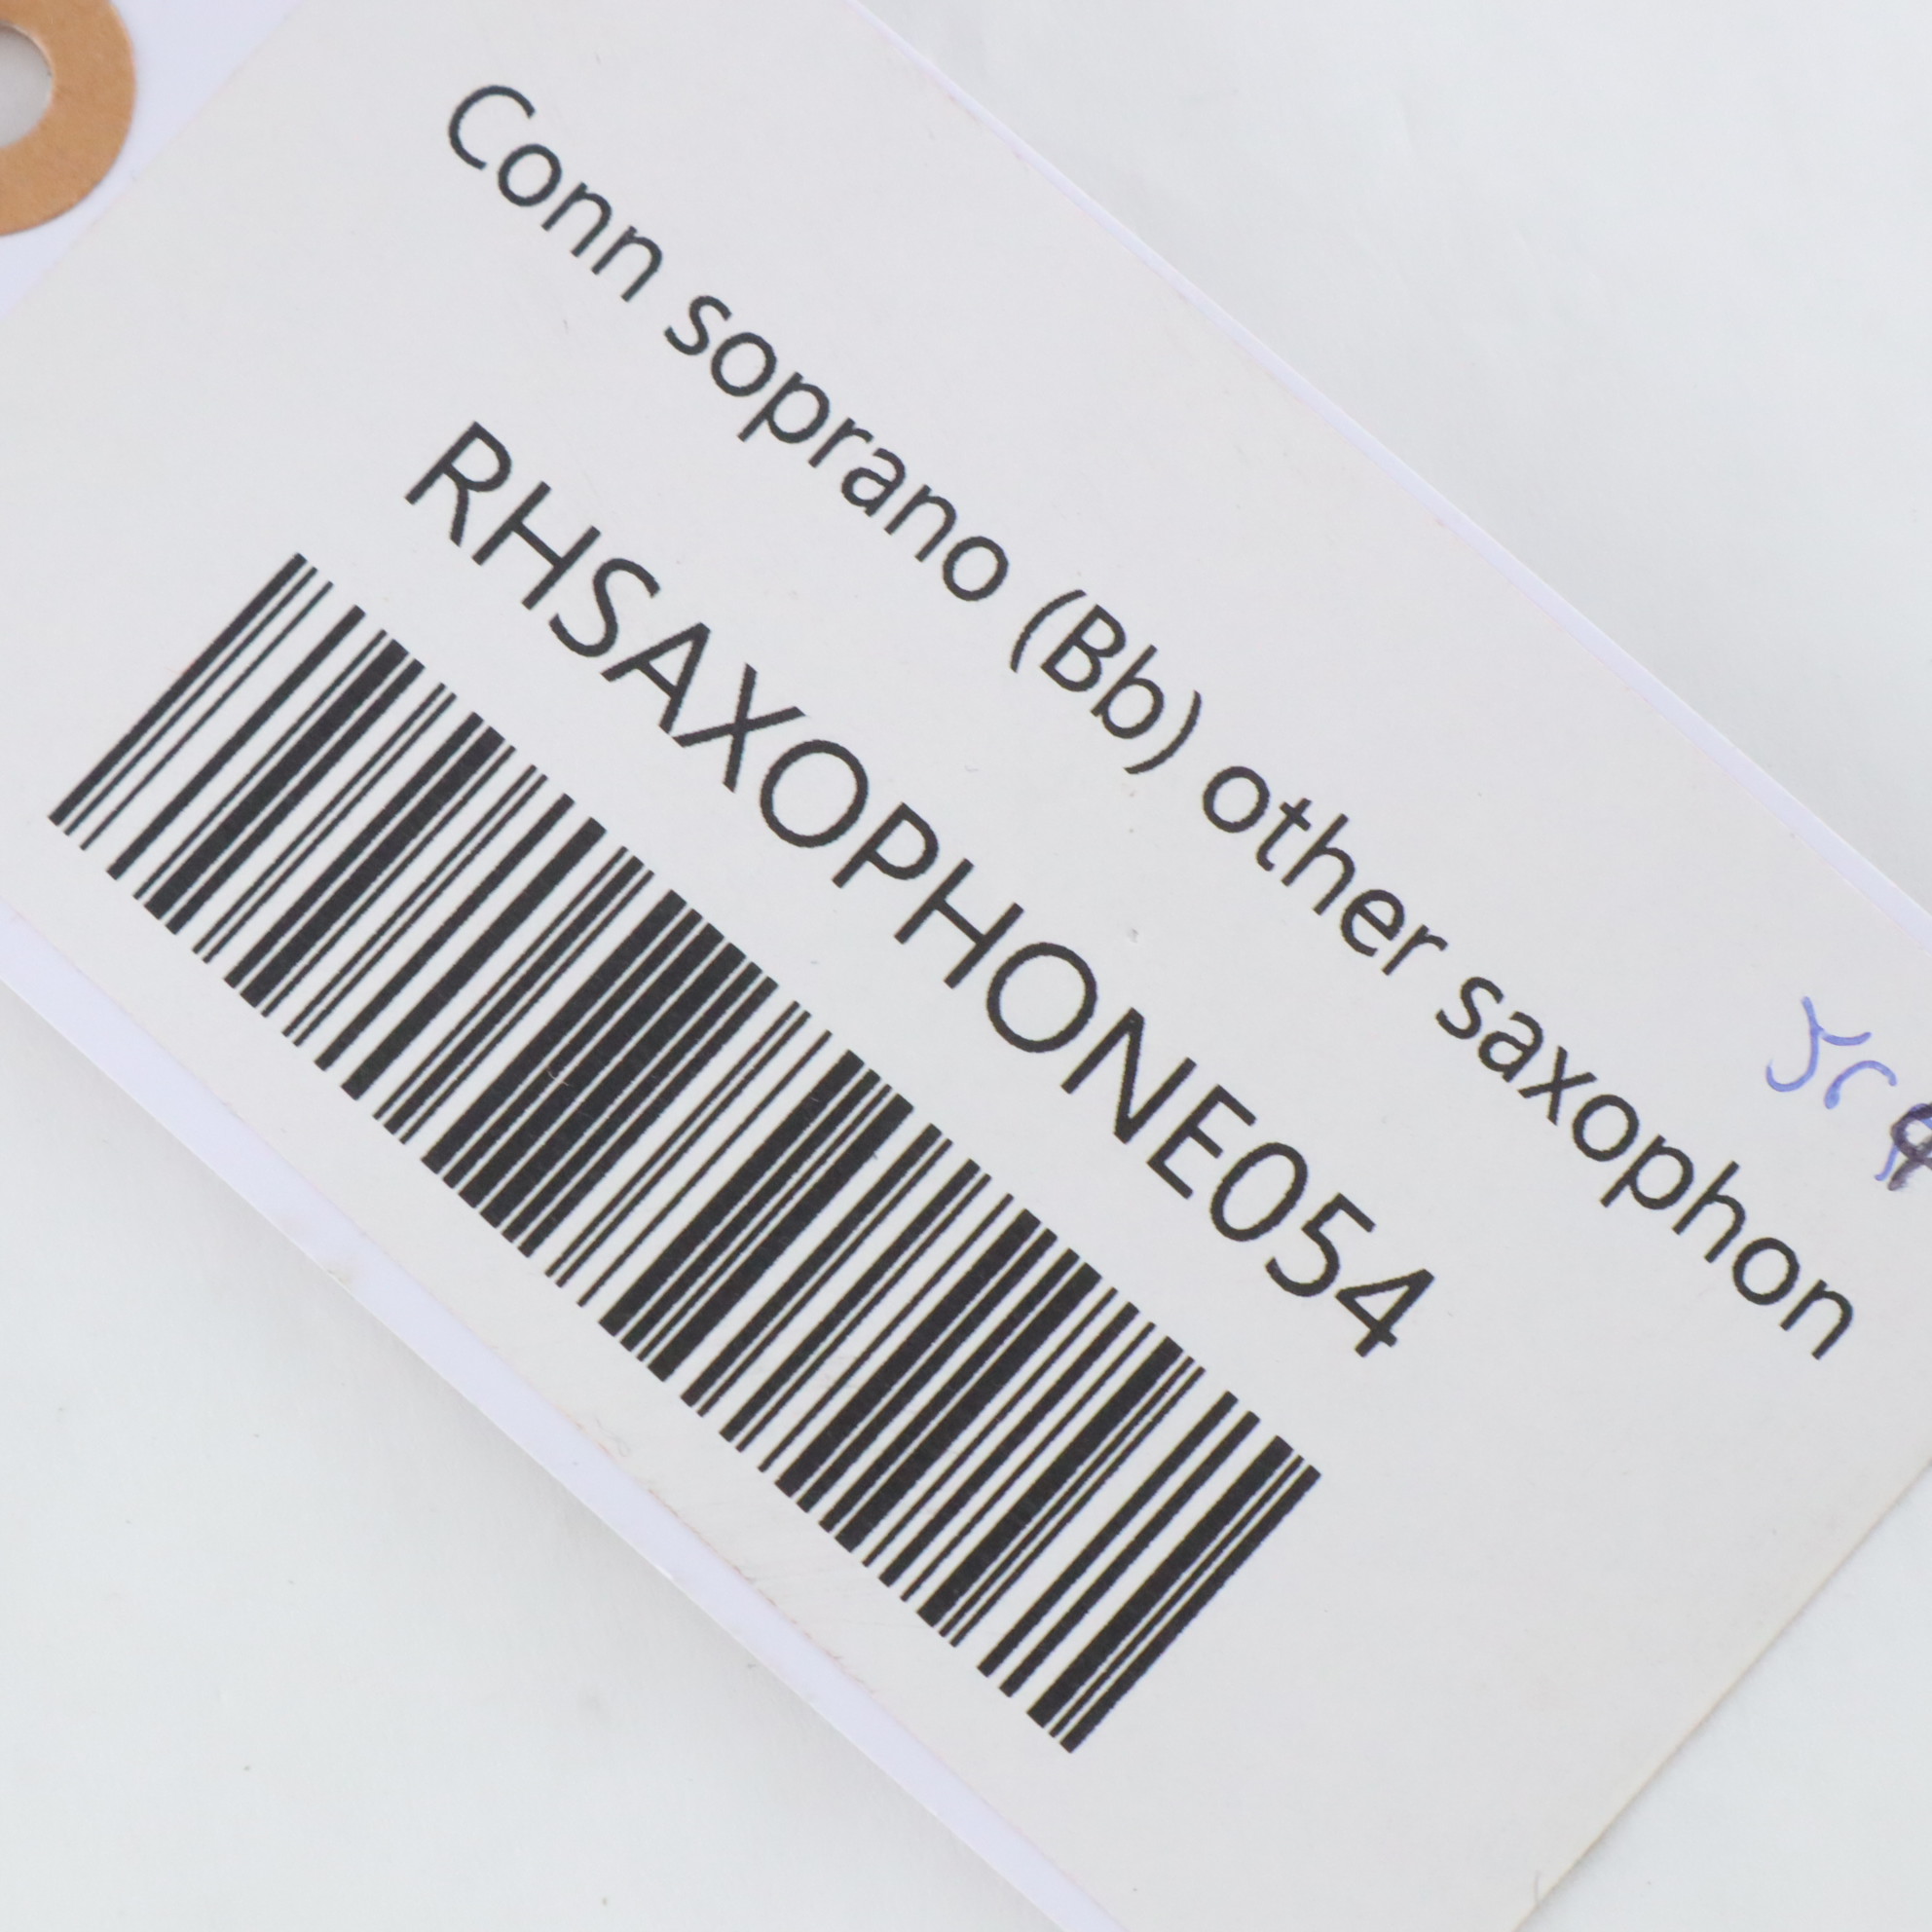 Conn soprano (Bb) other saxophon
RHSAXOPHONE054